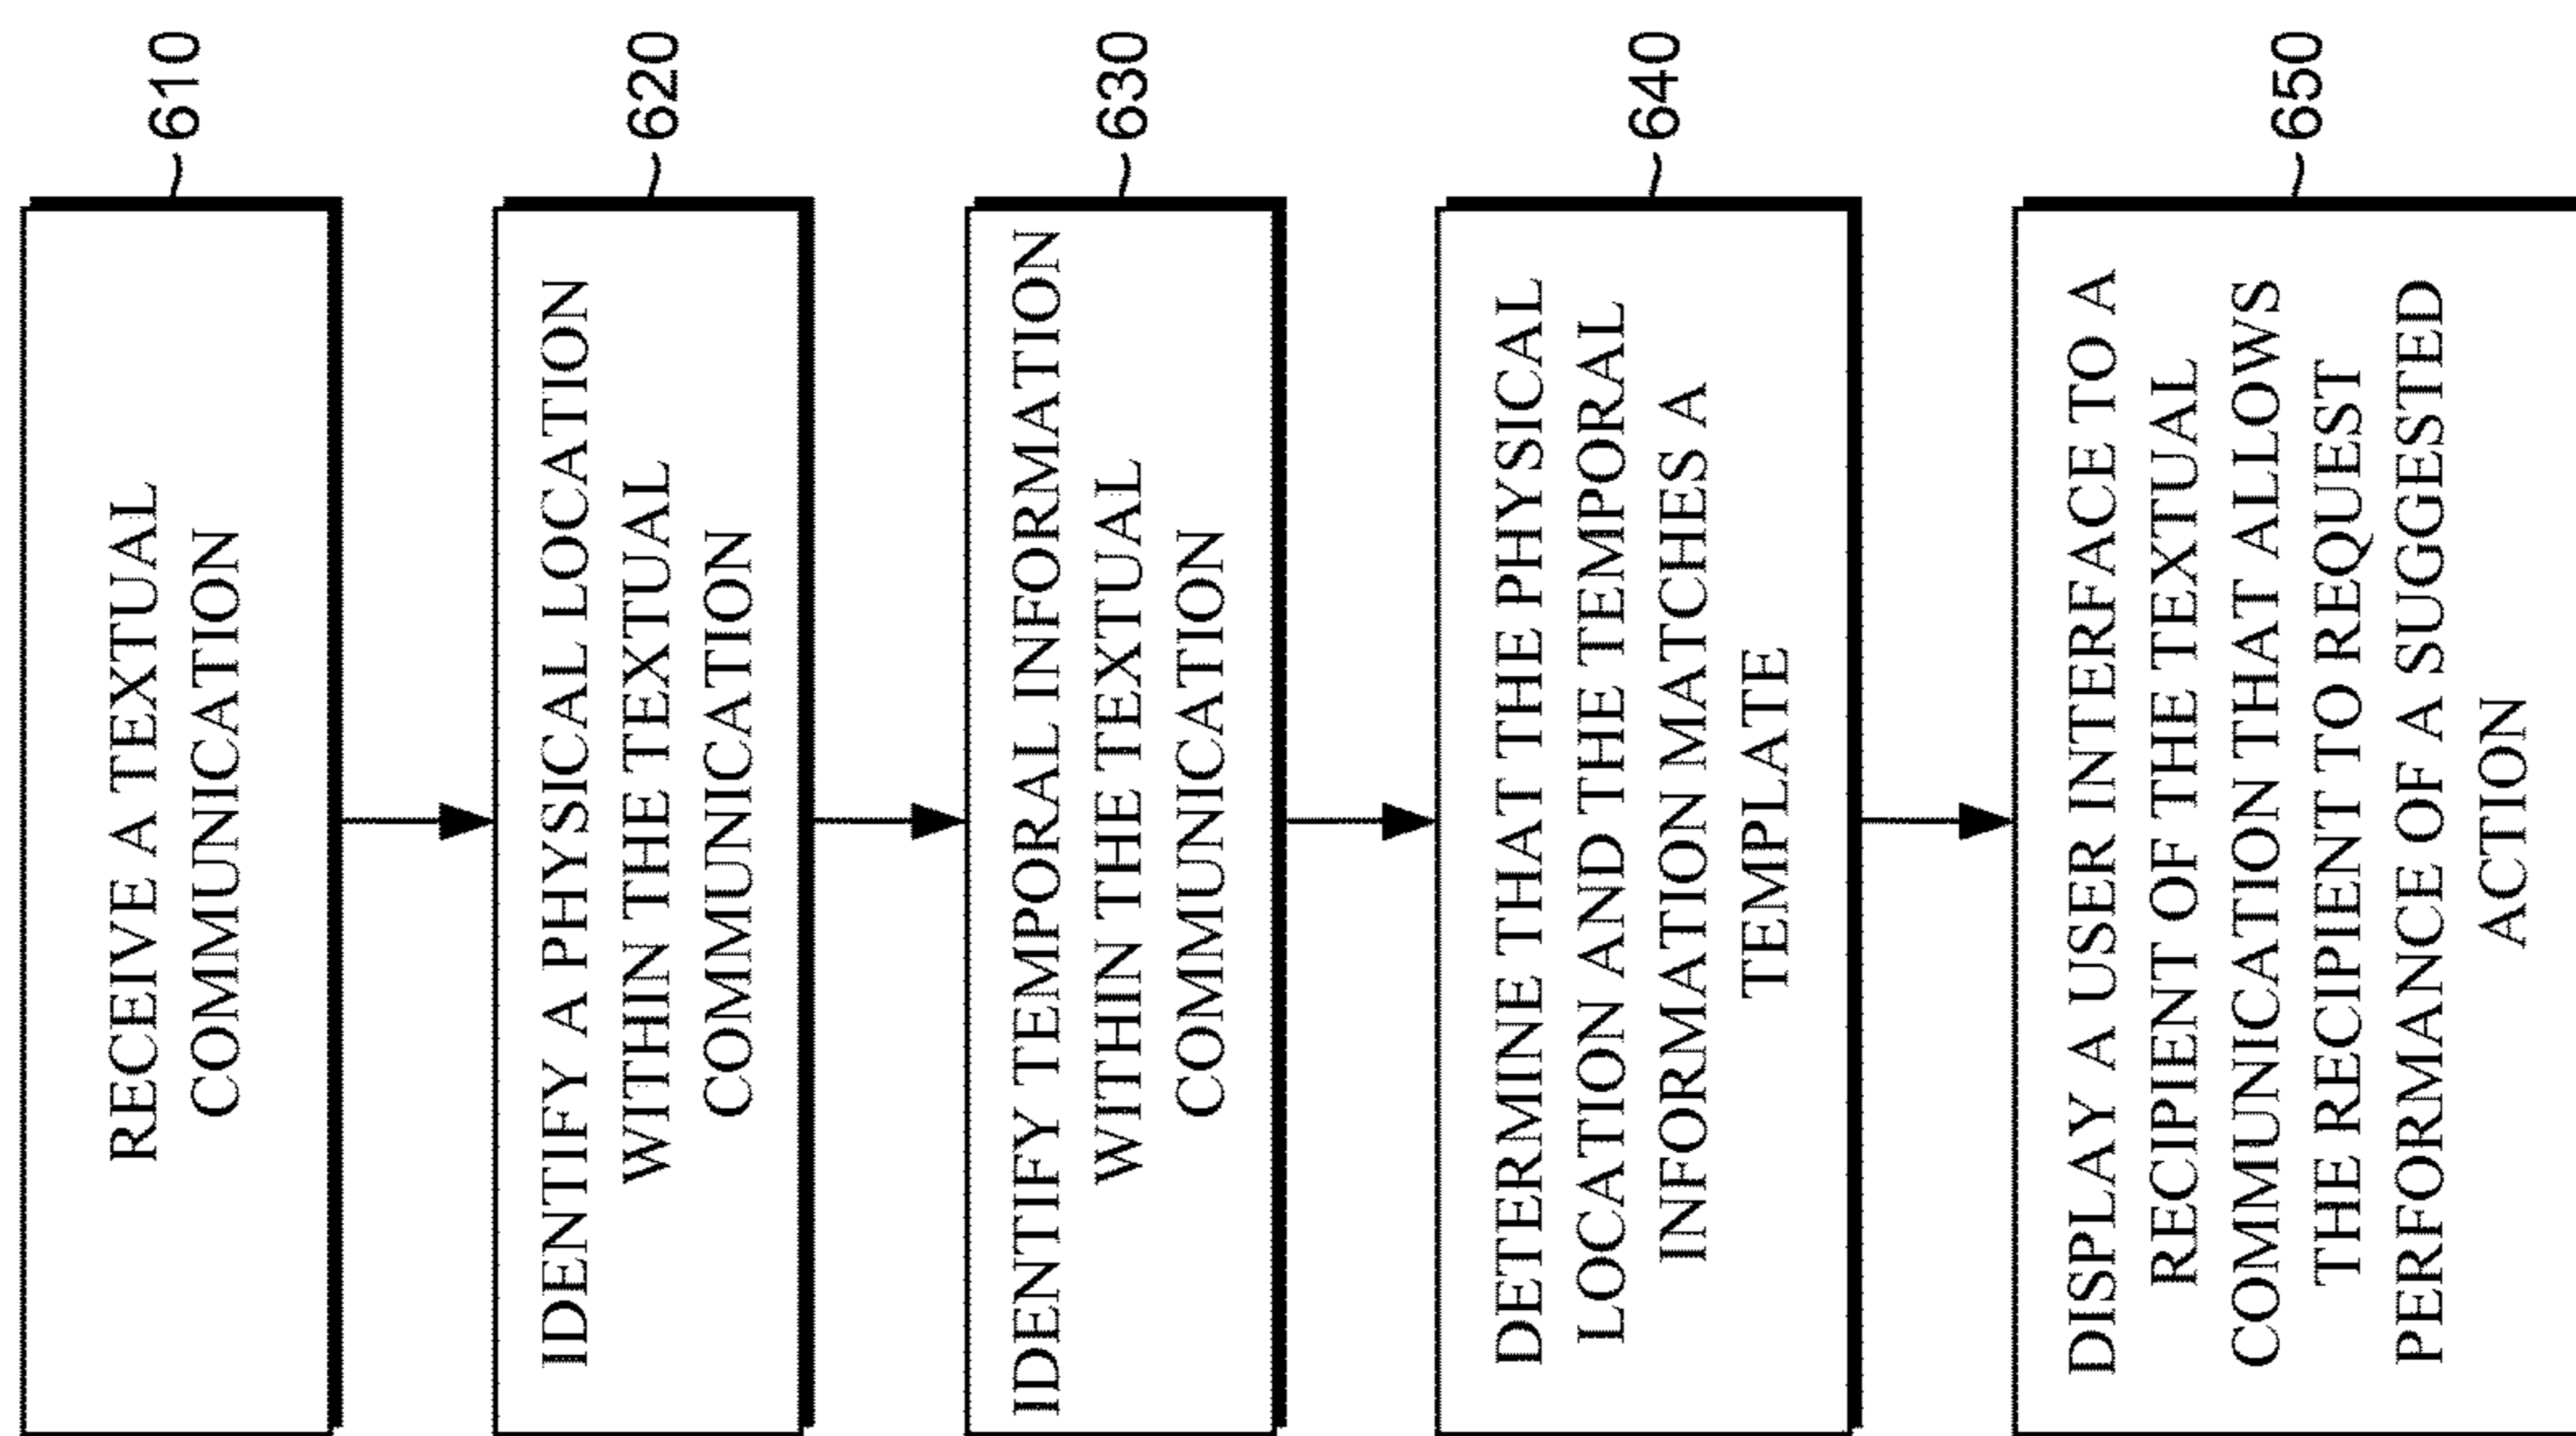 RECEIVE A TEXTUAL
COMMUNICATION
610
IDENTIFY A PHYSICAL LOCATION
WITHIN THE TEXTUAL
COMMUNICATION
620
IDENTIFY TEMPORAL INFORMATION
WITHIN THE TEXTUAL
COMMUNICATION
630
DETERMINE THAT THE PHYSICAL
LOCATION AND THE TEMPORAL
INFORMATION MATCHES A
TEMPLATE
640
DISPLAY A USER INTERFACE TO A
RECIPIENT OF THE TEXTUAL
COMMUNICATION THAT ALLOWS
THE RECIPIENT TO REQUEST
PERFORMANCE OF A SUGGESTED
ACTION
650